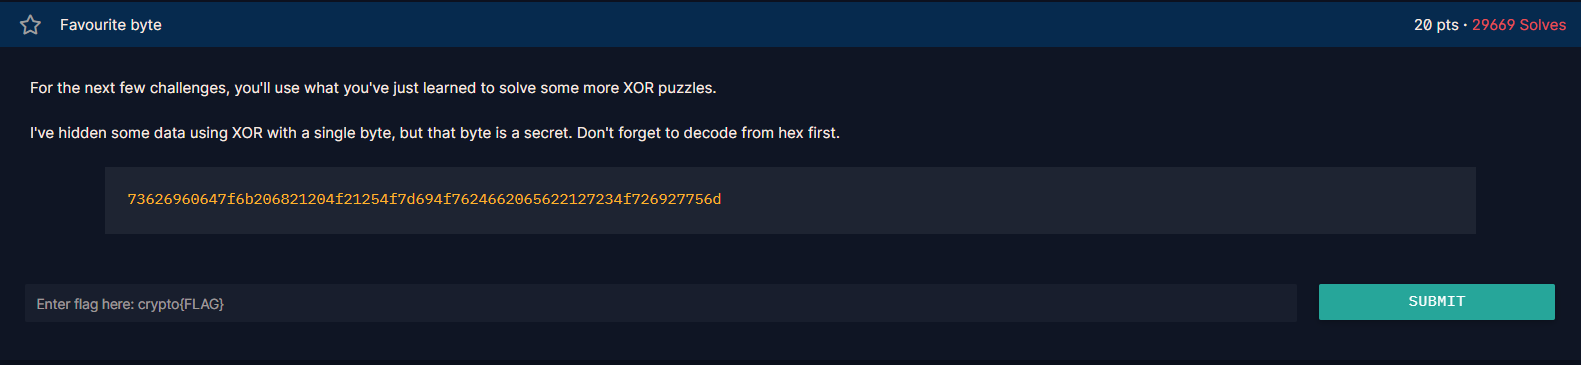 Favourite byte
20 pts · 29669 Solves
For the next few challenges, you'll use what you've just learned to solve some more XOR puzzles.
I've hidden some data using XOR with a single byte, but that byte is a secret. Don't forget to decode from hex first.
73626960647f6b206821204f21254f7d694f7624662065622127234f726927756d
Enter flag here: crypto{FLAG}
SUBMIT